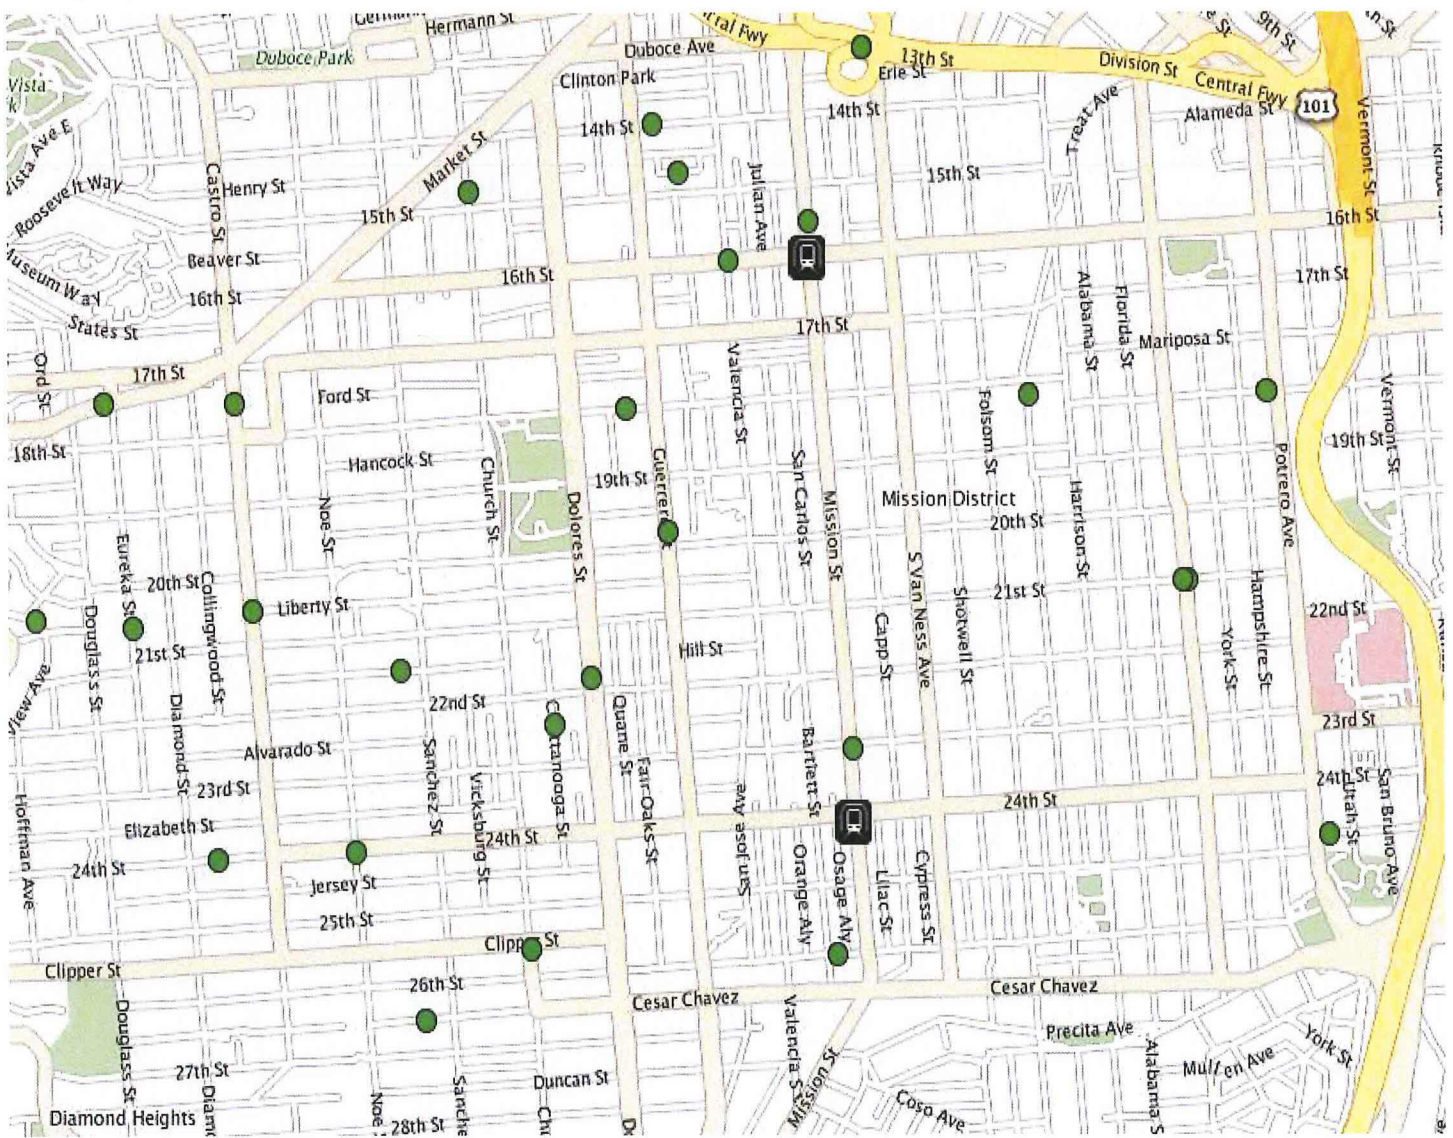 Hermann St
Central Fwy
9th St
Duboce Park
Duboce Ave
13th St
Division St
Vista
Clinton Park
Erie St
Central Fwy
101
14th St
14th St
Treat Ave
Alameda St
Vermont St
Vista Ave E
Market St
Castro St
Roosevelt Way
Henry St
Julian Ave
15th St
15th St
16th St
Museum Way
Beaver St
16th St
16th St
17th St
States St
Alabama St
Florida St
17th St
Mariposa St
Ord St
17th St
Valencia St
Ford St
Folsom St
Vermont St
18th St
Hancock St
Church St
19th St
19th St
San Carlos St
Potrero Ave
Mission District
Noe St
Dolores St
Mission St
20th St
Harrison St
Eureka St
20th St
Collingwood St
Liberty St
S Van Ness Ave
Shotwell St
21st St
Hampshire St
22nd St
Douglass St
21st St
Hill St
Capp St
York St
View Ave
Diamond St
22nd St
Quane St
23rd St
Alvarado St
Sanchez St
Bartlett St
23rd St
Vicksburg St
Fair Oaks St
San Jose Ave
24th St
24th St
Utah St
San Bruno Ave
Hoffman Ave
Elizabeth St
24th St
24th St
Jersey St
Orange Aly
Osage Aly
Lilac St
Cypress St
25th St
Clipper St
Clipper St
26th St
Cesar Chavez
Cesar Chavez
Douglass St
Valencia S
Precita Ave
York St
27th St
Mission St
Alabama S
Mullen Ave
Duncan St
Diamond Heights
Diamo
Noe
28th St
Sanche
Coso Ave